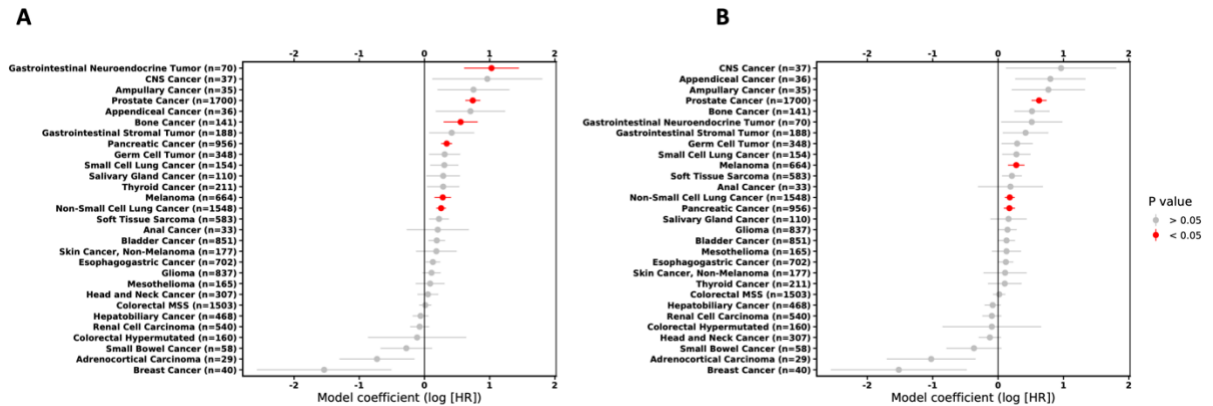 A
-2 -1 0 1 2
Gastrointestinal Neuroendocrine Tumor (n=70)
CNS Cancer (n=37)
Ampullary Cancer (n=35)
Prostate Cancer (n=1700)
Appendiceal Cancer (n=36)
Bone Cancer (n=141)
Gastrointestinal Stromal Tumor (n=188)
Pancreatic Cancer (n=956)
Germ Cell Tumor (n=348)
Small Cell Lung Cancer (n=154)
Salivary Gland Cancer (n=110)
Thyroid Cancer (n=211)
Melanoma (n=664)
Non-Small Cell Lung Cancer (n=1548)
Soft Tissue Sarcoma (n=583)
Anal Cancer (n=33)
Bladder Cancer (n=851)
Skin Cancer, Non-Melanoma (n=177)
Esophagogastric Cancer (n=702)
Glioma (n=837)
Mesothelioma (n=165)
Head and Neck Cancer (n=307)
Colorectal MSS (n=1503)
Hepatobiliary Cancer (n=468)
Renal Cell Carcinoma (n=540)
Colorectal Hypermutated (n=160)
Small Bowel Cancer (n=58)
Adrenocortical Carcinoma (n=29)
Breast Cancer (n=40)
-2 -1 0 1 2
Model coefficient (log [HR])
B
-2 -1 0 1 2
CNS Cancer (n=37)
Appendiceal Cancer (n=36)
Ampullary Cancer (n=35)
Prostate Cancer (n=1700)
Bone Cancer (n=141)
Gastrointestinal Neuroendocrine Tumor (n=70)
Gastrointestinal Stromal Tumor (n=188)
Germ Cell Tumor (n=348)
Small Cell Lung Cancer (n=154)
Melanoma (n=664)
Soft Tissue Sarcoma (n=583)
Anal Cancer (n=33)
Non-Small Cell Lung Cancer (n=1548)
Pancreatic Cancer (n=956)
Salivary Gland Cancer (n=110)
Glioma (n=837)
Bladder Cancer (n=851)
Mesothelioma (n=165)
Esophagogastric Cancer (n=702)
Skin Cancer, Non-Melanoma (n=177)
Thyroid Cancer (n=211)
Colorectal MSS (n=1503)
Hepatobiliary Cancer (n=468)
Renal Cell Carcinoma (n=540)
Colorectal Hypermutated (n=160)
Head and Neck Cancer (n=307)
Small Bowel Cancer (n=58)
Adrenocortical Carcinoma (n=29)
Breast Cancer (n=40)
-2 -1 0 1 2
Model coefficient (log [HR])
P value
> 0.05
< 0.05